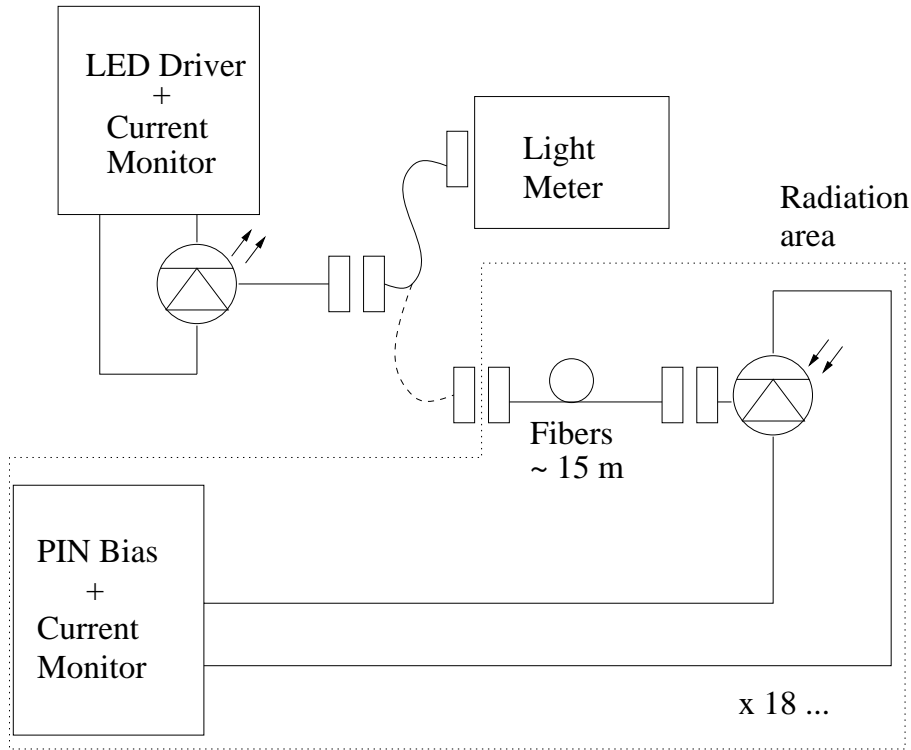 LED Driver
+
Current
Monitor
Light
Meter
Radiation
area
Fibers
~ 15 m
PIN Bias
+
Current
Monitor
x 18 ...